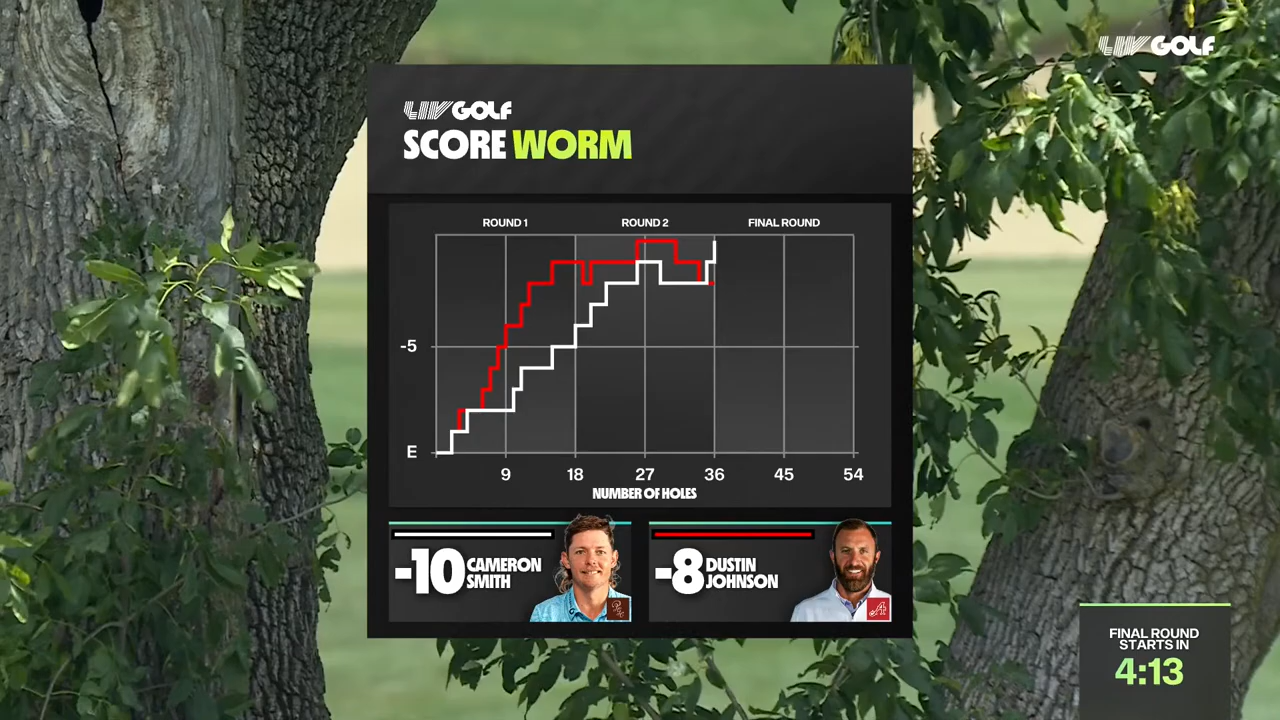 LIV GOLF
LIV GOLF
SCORE WORM
ROUND 1
ROUND 2
FINAL ROUND
-5
E
9
18
27
36
45
54
NUMBER OF HOLES
-10
CAMERON
SMITH
-8
DUSTIN
JOHNSON
A
FINAL ROUND
STARTS IN
4:13